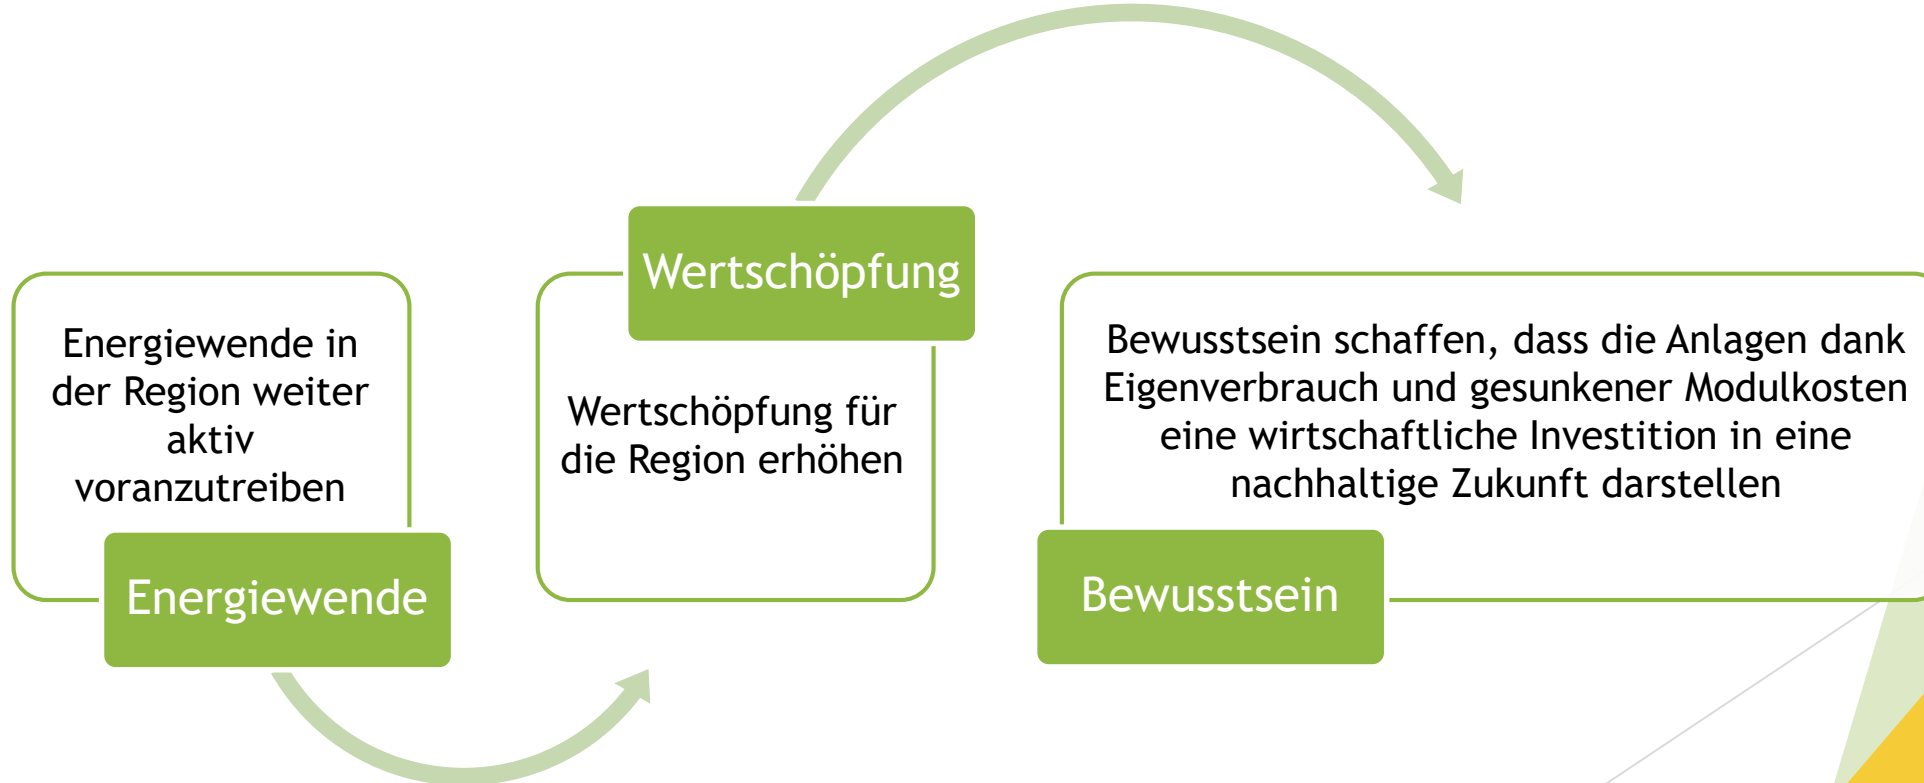 Energiewende in
der Region weiter
aktiv
voranzutreiben
Energiewende
Wertschöpfung
Wertschöpfung für
die Region erhöhen
Bewusstsein schaffen, dass die Anlagen dank
Eigenverbrauch und gesunkener Modulkosten
eine wirtschaftliche Investition in eine
nachhaltige Zukunft darstellen
Bewusstsein